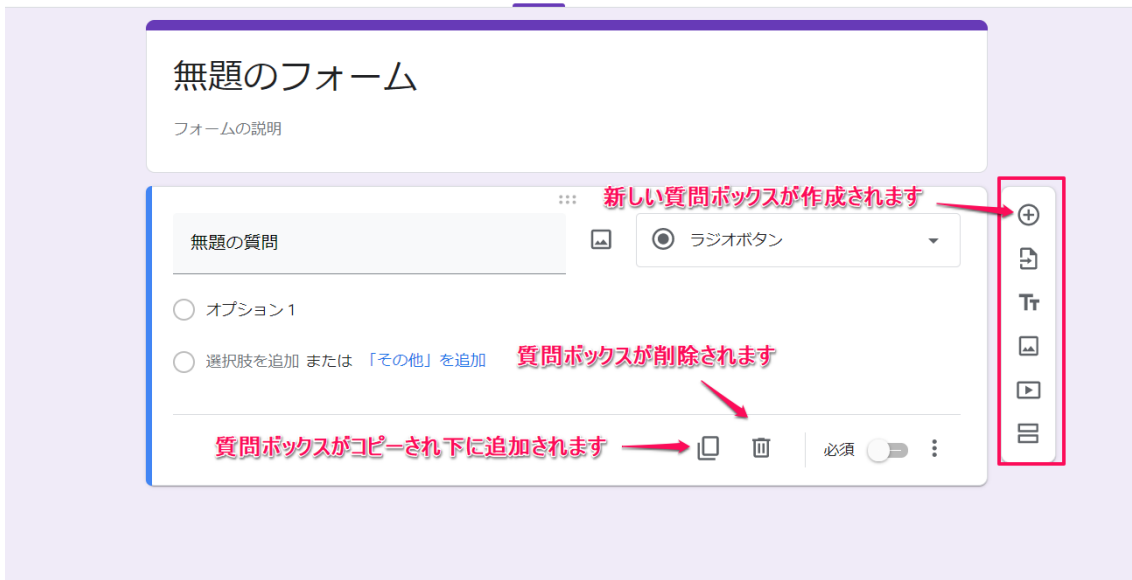 無題のフォーム
フォームの説明
新しい質問ボックスが作成されます
無題の質問
ラジオボタン
オプション 1
選択肢を追加 または 「その他」を追加
質問ボックスが削除されます
質問ボックスがコピーされ下に追加されます
必須
Tт